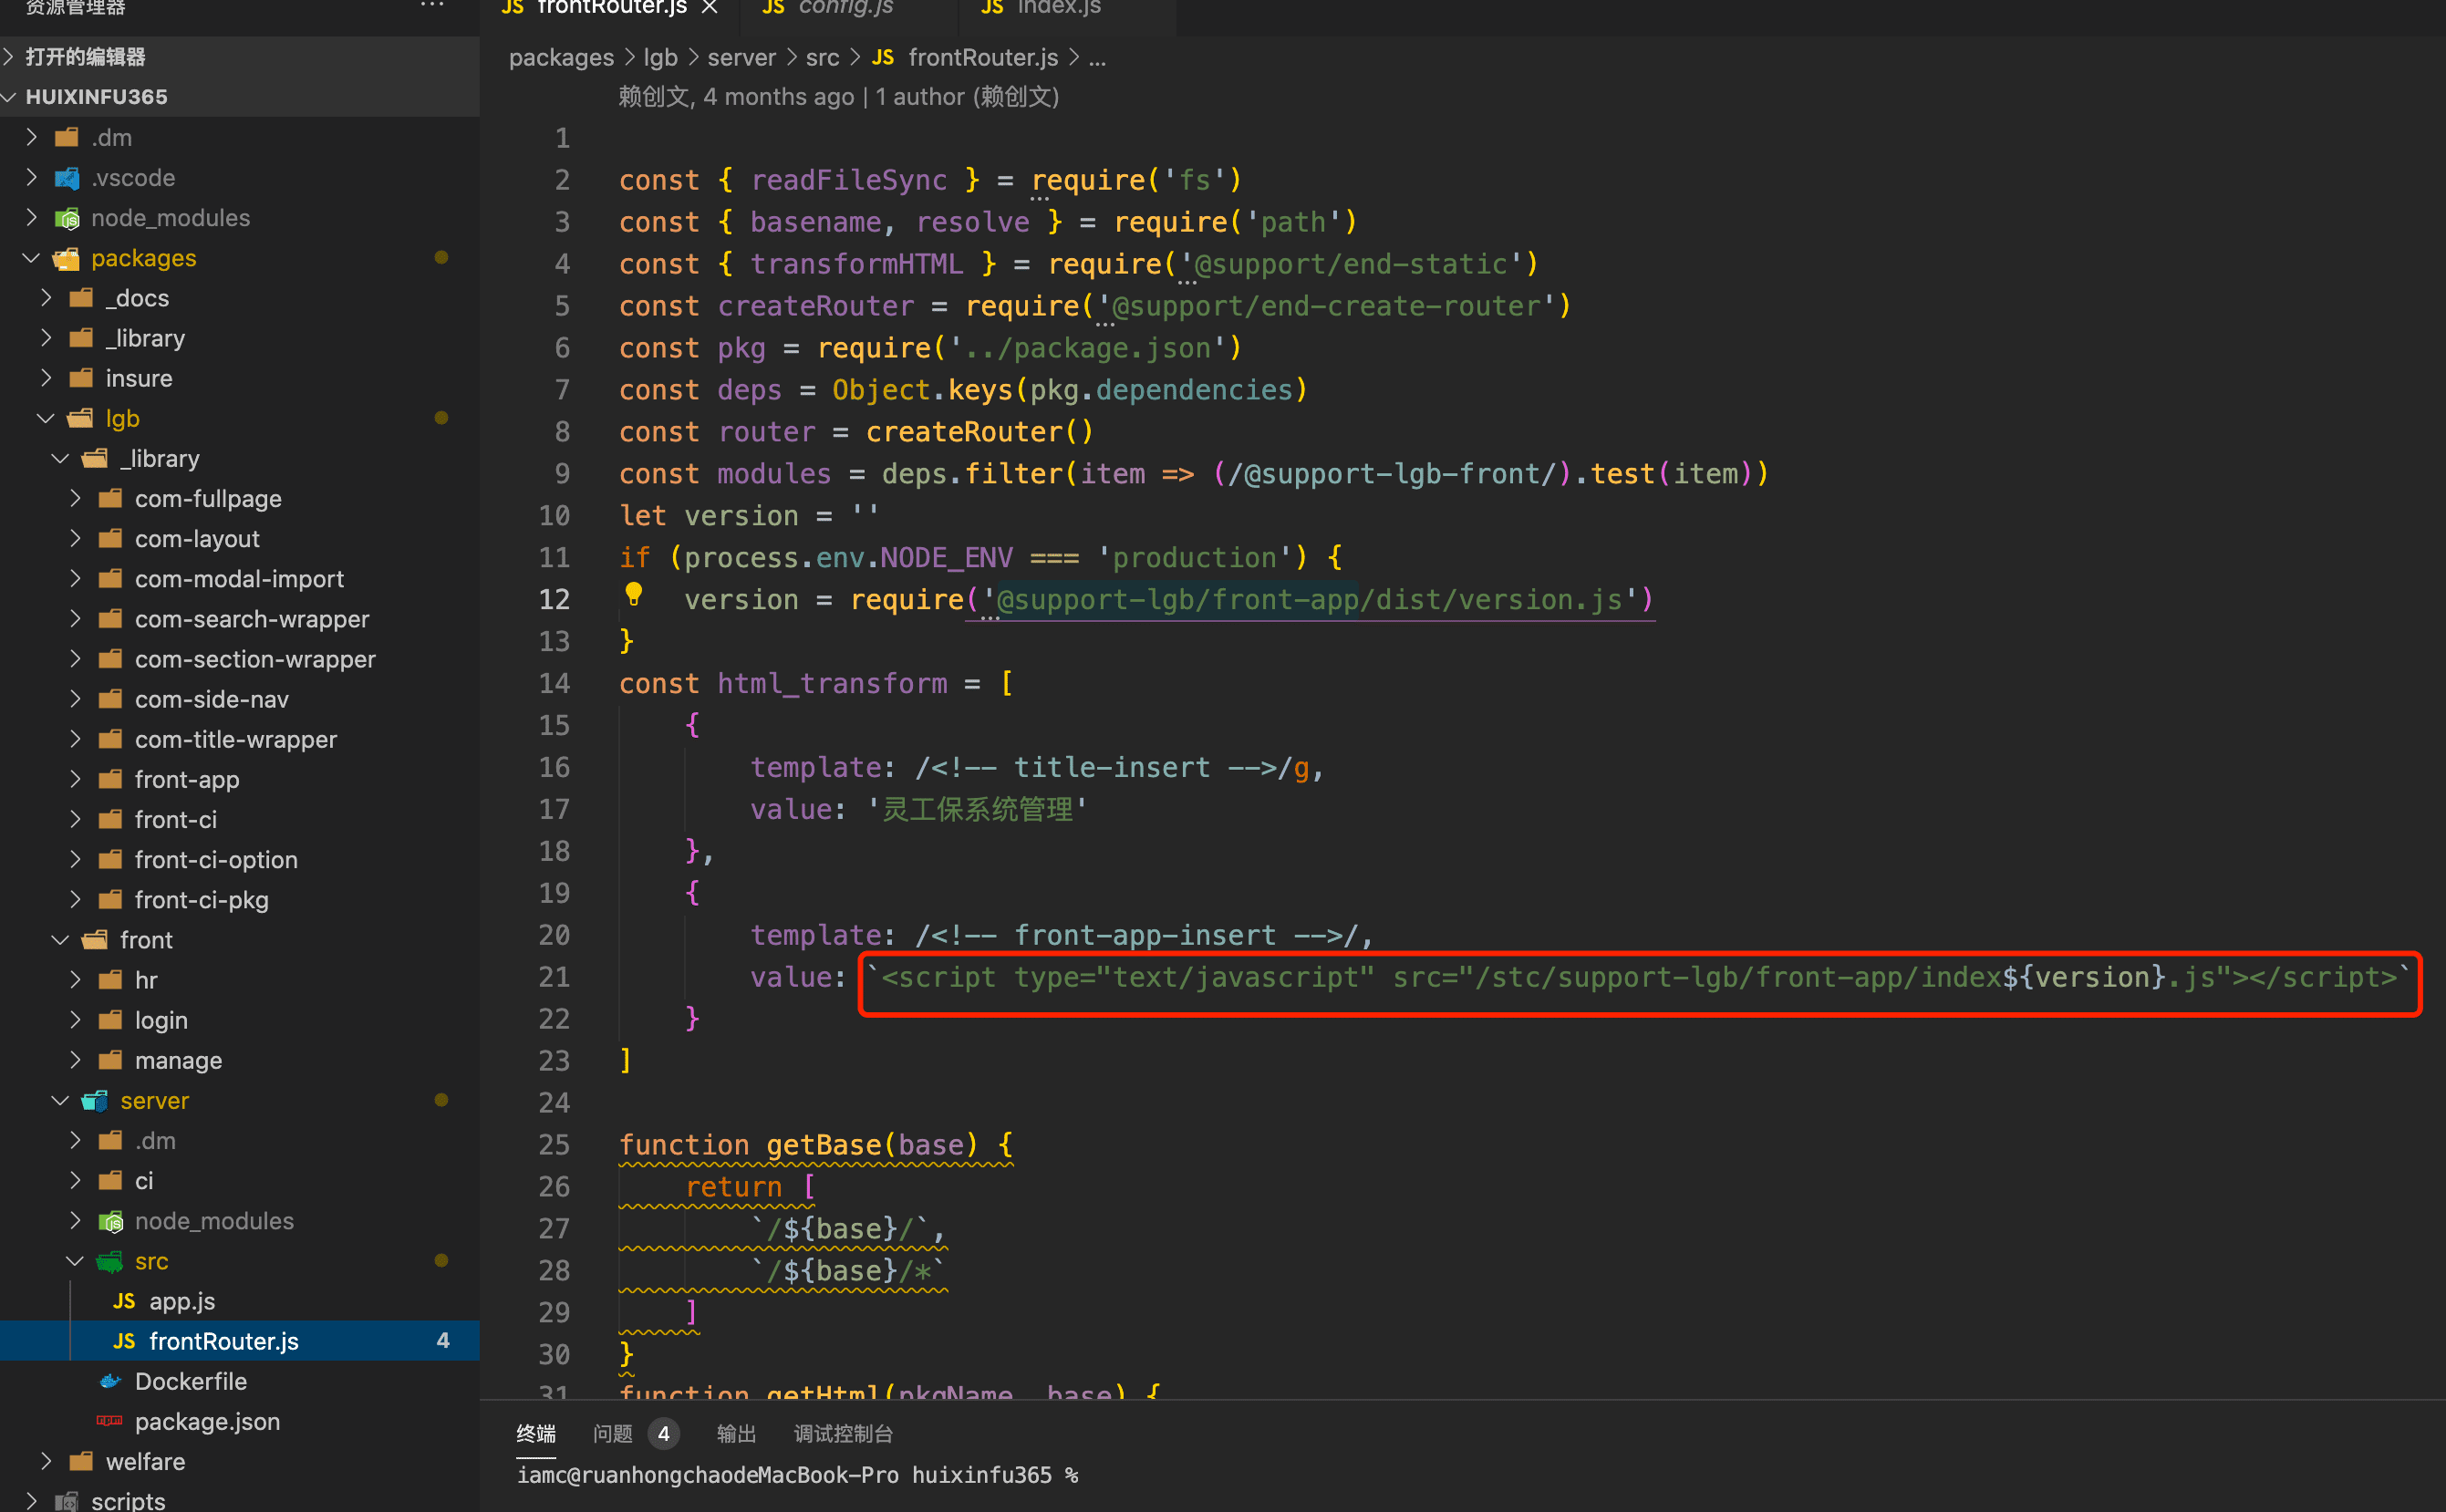 资源管理器
···
打开的编辑器
HUIXINFU365
.dm
.vscode
node_modules
packages
_docs
_library
insure
lgb
_library
com-fullpage
com-layout
com-modal-import
com-search-wrapper
com-section-wrapper
com-side-nav
com-title-wrapper
front-app
front-ci
front-ci-option
front-ci-pkg
front
hr
login
manage
server
.dm
ci
node_modules
src
JS app.js
JS frontRouter.js 4
Dockerfile
package.json
welfare
scripts
JS frontRouter.js ×
JS config.js
JS index.js
packages > lgb > server > src > JS frontRouter.js > ...
赖创文, 4 months ago | 1 author (赖创文)
1
2 const { readFileSync } = require('fs')
3 const { basename, resolve } = require('path')
4 const { transformHTML } = require('@support/end-static')
5 const createRouter = require('@support/end-create-router')
6 const pkg = require('../package.json')
7 const deps = Object.keys(pkg.dependencies)
8 const router = createRouter()
9 const modules = deps.filter(item => (/@support-lgb-front/).test(item))
10 let version = ''
11 if (process.env.NODE_ENV === 'production') {
12 version = require('@support-lgb/front-app/dist/version.js')
13 }
14 const html_transform = [
15 {
16 template: /<!-- title-insert -->/g,
17 value: '灵工保系统管理'
18 },
19 {
20 template: /<!-- front-app-insert -->/,
21 value: `<script type="text/javascript" src="/stc/support-lgb/front-app/index${version}.js"></script>`
22 }
23 ]
24
25 function getBase(base) {
26 return [
27 `/${base}/`,
28 `/${base}/*`
29 ]
30 }
31 function getHtml(pkgName, base) {
终端 问题 4 输出 调试控制台
iamc@ruanhongchaodeMacBook-Pro huixinfu365 %